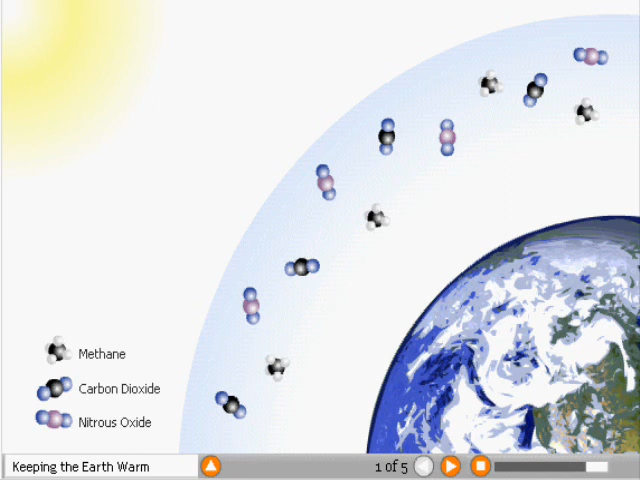 Methane
Carbon Dioxide
Nitrous Oxide
Keeping the Earth Warm
1 of 5